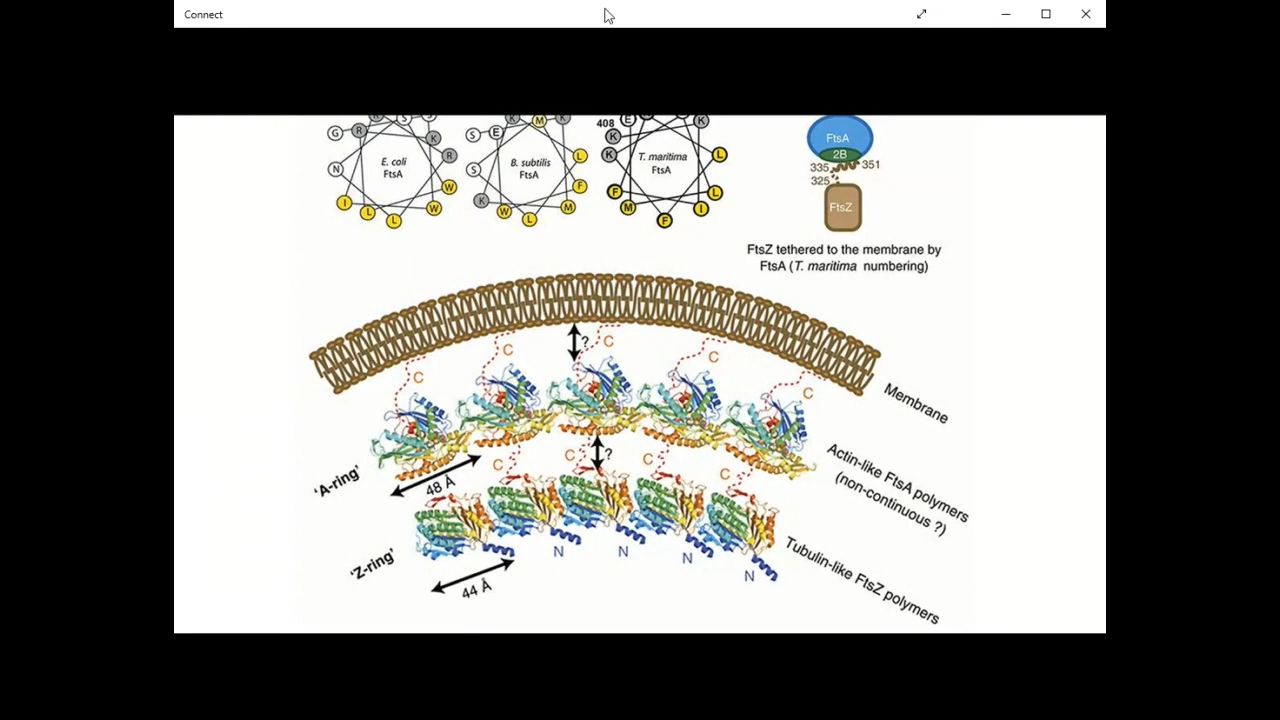 Connect
408
K
S
S
G
R
K
R
N
W
I
L
L
W
E. coli
FtsA
K
M
K
S
E
L
S
F
K
W
L
M
B. subtilis
FtsA
E
K
K
K
L
F
L
M
I
F
T. maritima
FtsA
FtsA
2B
335
351
325
FtsZ
FtsZ tethered to the membrane by
FtsA (T. maritima numbering)
?
C
C
C
C
C
Membrane
'A-ring'
48 Å
?
C
C
C
C
Actin-like FtsA polymers
(non-continuous ?)
'Z-ring'
44 Å
N
N
N
N
Tubulin-like FtsZ polymers